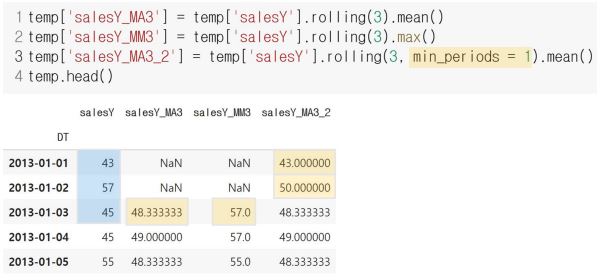 1 temp['salesY_MA3'] = temp['salesY'].rolling(3).mean()
2 temp['salesY_MM3'] = temp['salesY'].rolling(3).max()
3 temp['salesY_MA3_2'] = temp['salesY'].rolling(3, min_periods = 1).mean()
4 temp.head()
salesY salesY_MA3 salesY_MM3 salesY_MA3_2
DT
2013-01-01 43 NaN NaN 43.000000
2013-01-02 57 NaN NaN 50.000000
2013-01-03 45 48.333333 57.0 48.333333
2013-01-04 45 49.000000 57.0 49.000000
2013-01-05 55 48.333333 55.0 48.333333